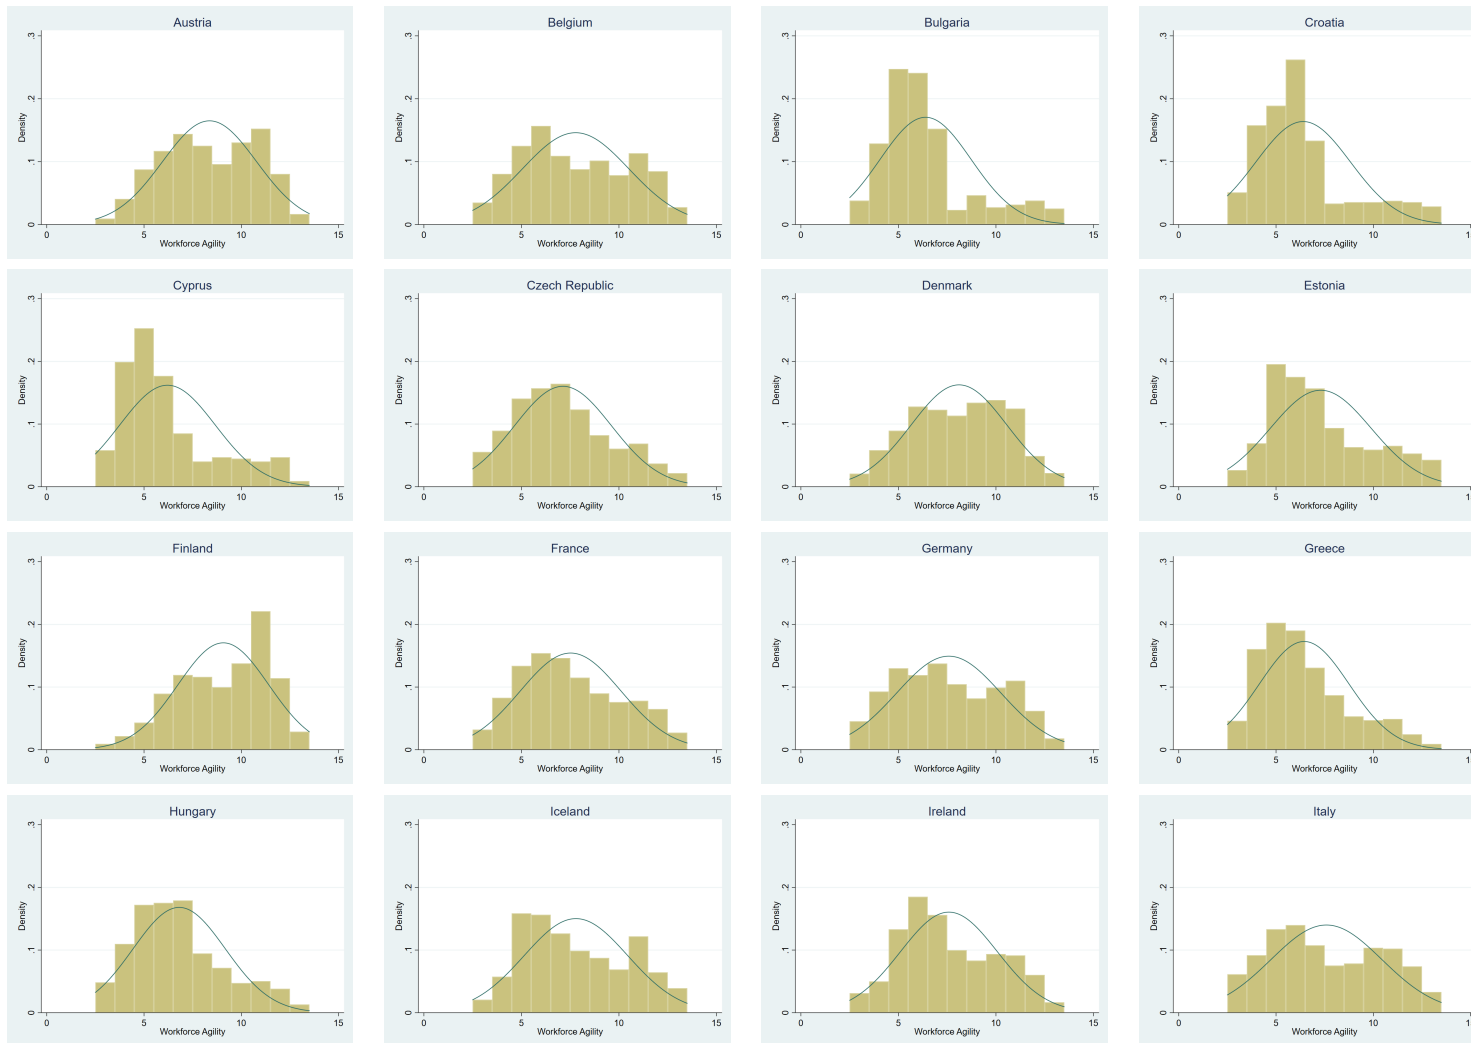 Austria
Belgium
Bulgaria
Croatia
.3
.2
.1
0
Density
0 5 10 15
Workforce Agility
.3
.2
.1
0
Density
0 5 10 15
Workforce Agility
.3
.2
.1
0
Density
0 5 10 15
Workforce Agility
.3
.2
.1
0
Density
0 5 10
Workforce Agility
Cyprus
Czech Republic
Denmark
Estonia
.3
.2
.1
0
Density
0 5 10 15
Workforce Agility
.3
.2
.1
0
Density
0 5 10 15
Workforce Agility
.3
.2
.1
0
Density
0 5 10 15
Workforce Agility
.3
.2
.1
0
Density
0 5 10
Workforce Agility
Finland
France
Germany
Greece
.3
.2
.1
0
Density
0 5 10 15
Workforce Agility
.3
.2
.1
0
Density
0 5 10 15
Workforce Agility
.3
.2
.1
0
Density
0 5 10 15
Workforce Agility
.3
.2
.1
0
Density
0 5 10
Workforce Agility
Hungary
Iceland
Ireland
Italy
.3
.2
.1
0
Density
0 5 10 15
Workforce Agility
.3
.2
.1
0
Density
0 5 10 15
Workforce Agility
.3
.2
.1
0
Density
0 5 10 15
Workforce Agility
.3
.2
.1
0
Density
0 5 10
Workforce Agility